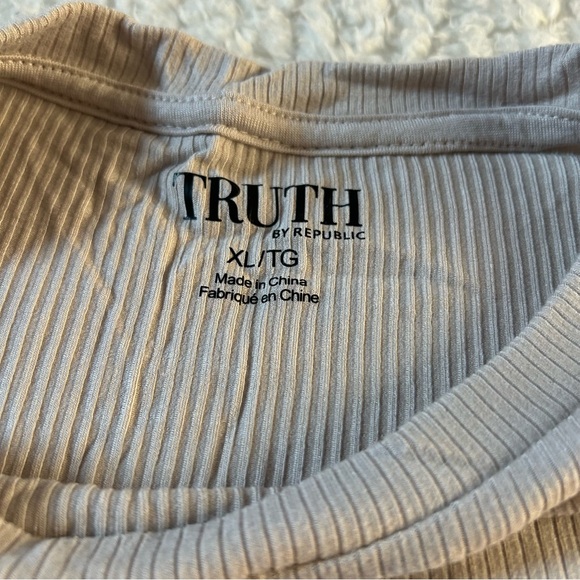 TRUTH
BY REPUBLIC
XL/TG
Made in China
Fabriqué en Chine